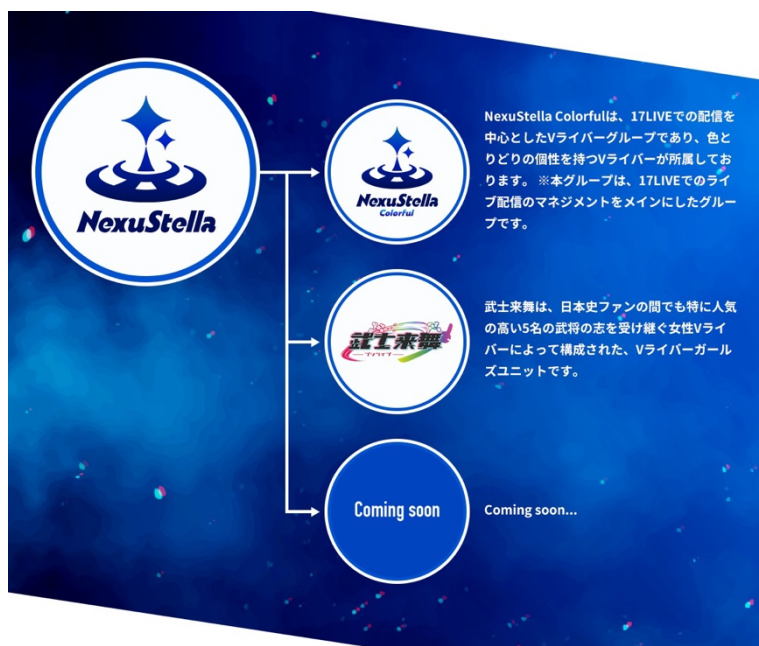 NexuStella
NexuStella
Colorful
NexuStella Colorfulは、17LIVEでの配信を
中心としたVライバーグループであり、色と
りどりの個性を持つVライバーが所属してお
ります。 ※本グループは、17LIVEでのライ
ブ配信のマネジメントをメインにしたグルー
プです。
武士来舞
ブシライブ
武士来舞は、日本史ファンの間でも特に人気
の高い5名の武将の志を受け継ぐ女性Vライ
バーによって構成された、Vライバーガール
ズユニットです。
Coming soon
Coming soon...